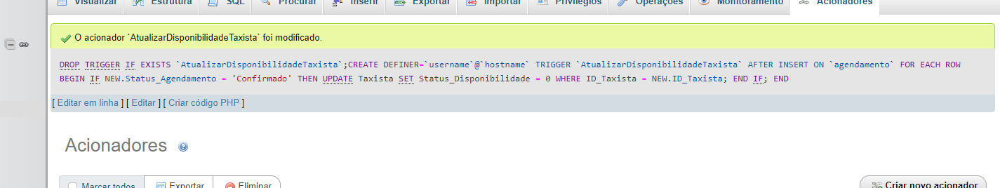 Visualizar Estrutura SQL Procurar Inserir Exportar Importar Privilégios Operações Monitoramento Acionadores
O acionador `AtualizarDisponibilidadeTaxista` foi modificado.
DROP TRIGGER IF EXISTS `AtualizarDisponibilidadeTaxista`;CREATE DEFINER=`username`@`hostname` TRIGGER `AtualizarDisponibilidadeTaxista` AFTER INSERT ON `agendamento` FOR EACH ROW
BEGIN IF NEW.Status_Agendamento = 'Confirmado' THEN UPDATE Taxista SET Status_Disponibilidade = 0 WHERE ID_Taxista = NEW.ID_Taxista; END IF; END
[ Editar em linha ] [ Editar ] [ Criar código PHP ]
Acionadores
Marcar todos Exportar Eliminar Criar novo acionador